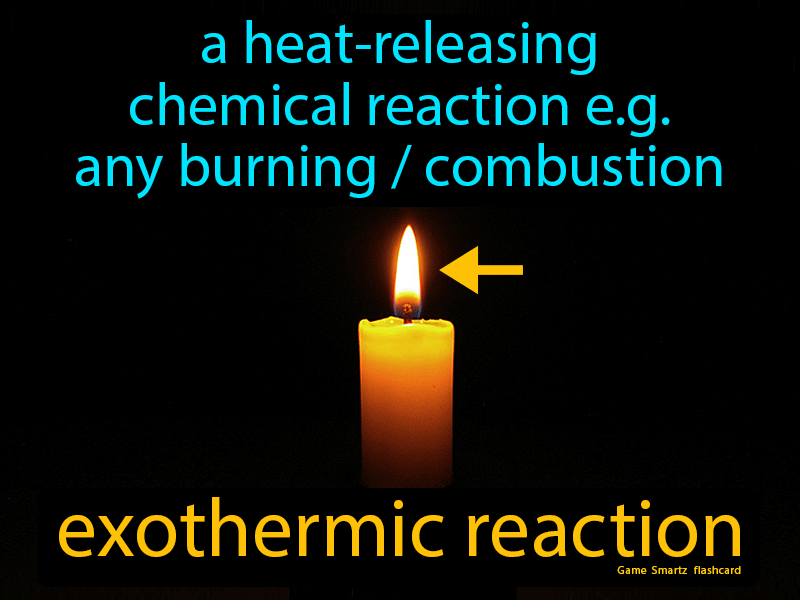 a heat-releasing
chemical reaction e.g.
any burning / combustion
exothermic reaction
Game Smartz flashcard